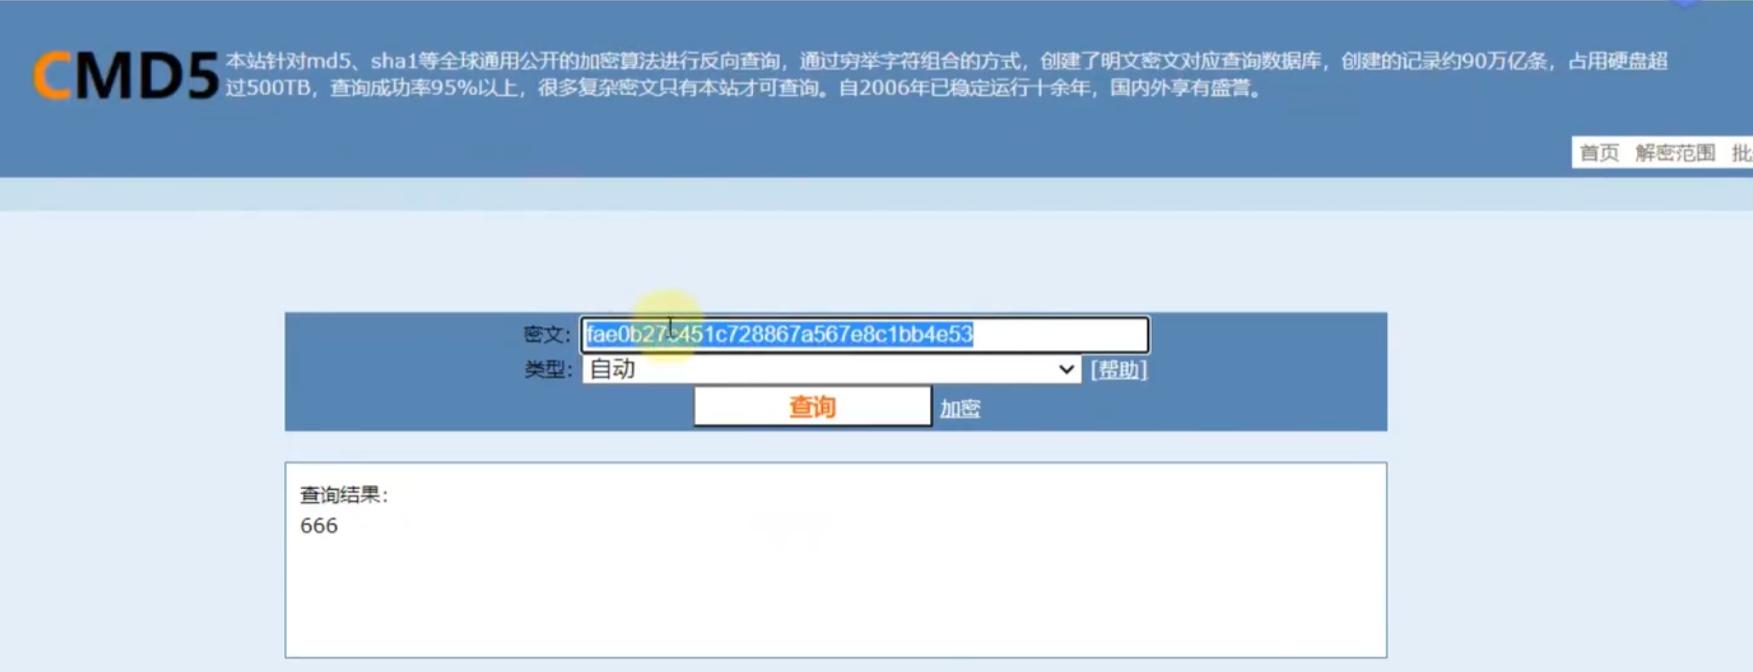 CMD5
本站针对md5、sha1等全球通用公开的加密算法进行反向查询，通过穷举字符组合的方式，创建了明文密文对应查询数据库，创建的记录约90万亿条，占用硬盘超
过500TB，查询成功率95%以上，很多复杂密文只有本站才可查询。自2006年已稳定运行十余年，国内外享有盛誉。
首页 解密范围 批
密文: fae0b27c451c728867a567e8c1bb4e53
类型: 自动 [帮助]
查询 加密
查询结果:
666